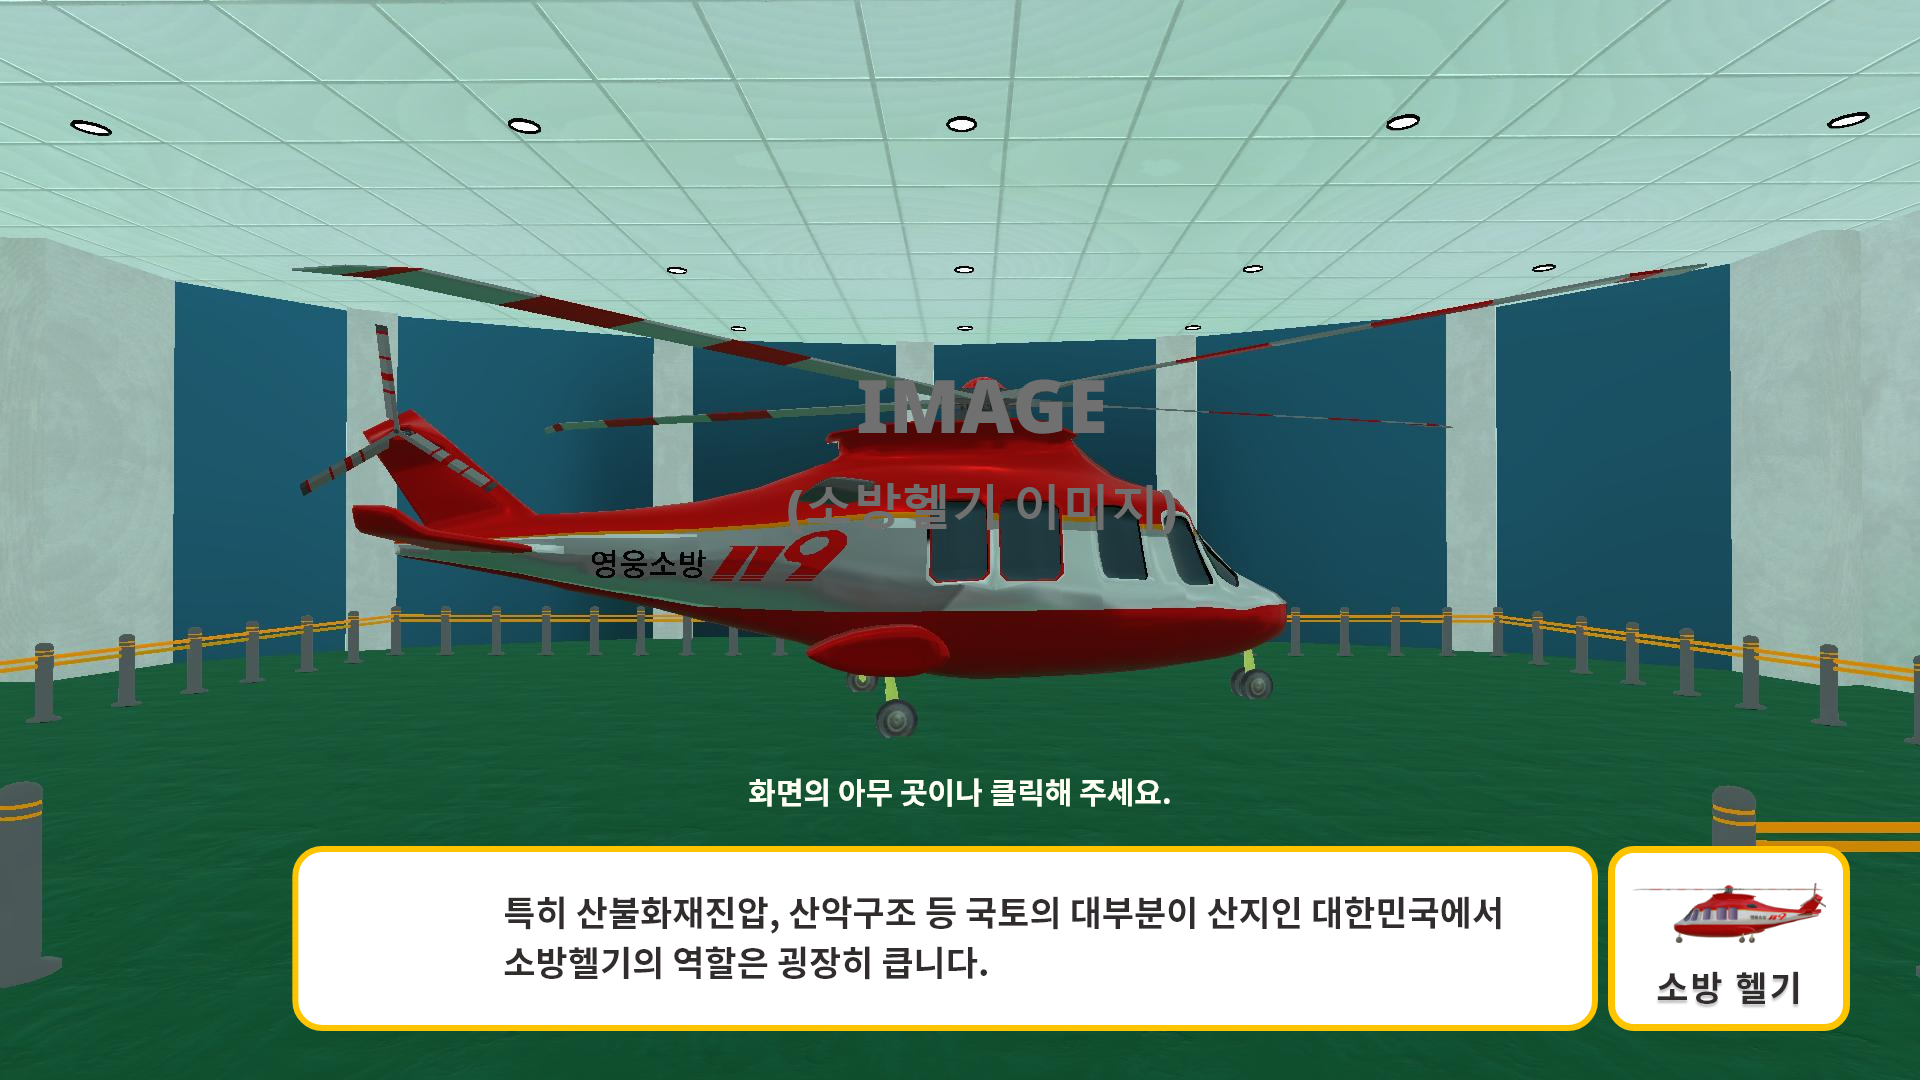 IMAGE
(소방헬기 이미지)
영웅소방 119
화면의 아무 곳이나 클릭해 주세요.
특히 산불화재진압, 산악구조 등 국토의 대부분이 산지인 대한민국에서
소방헬기의 역할은 굉장히 큽니다.
소방 헬기